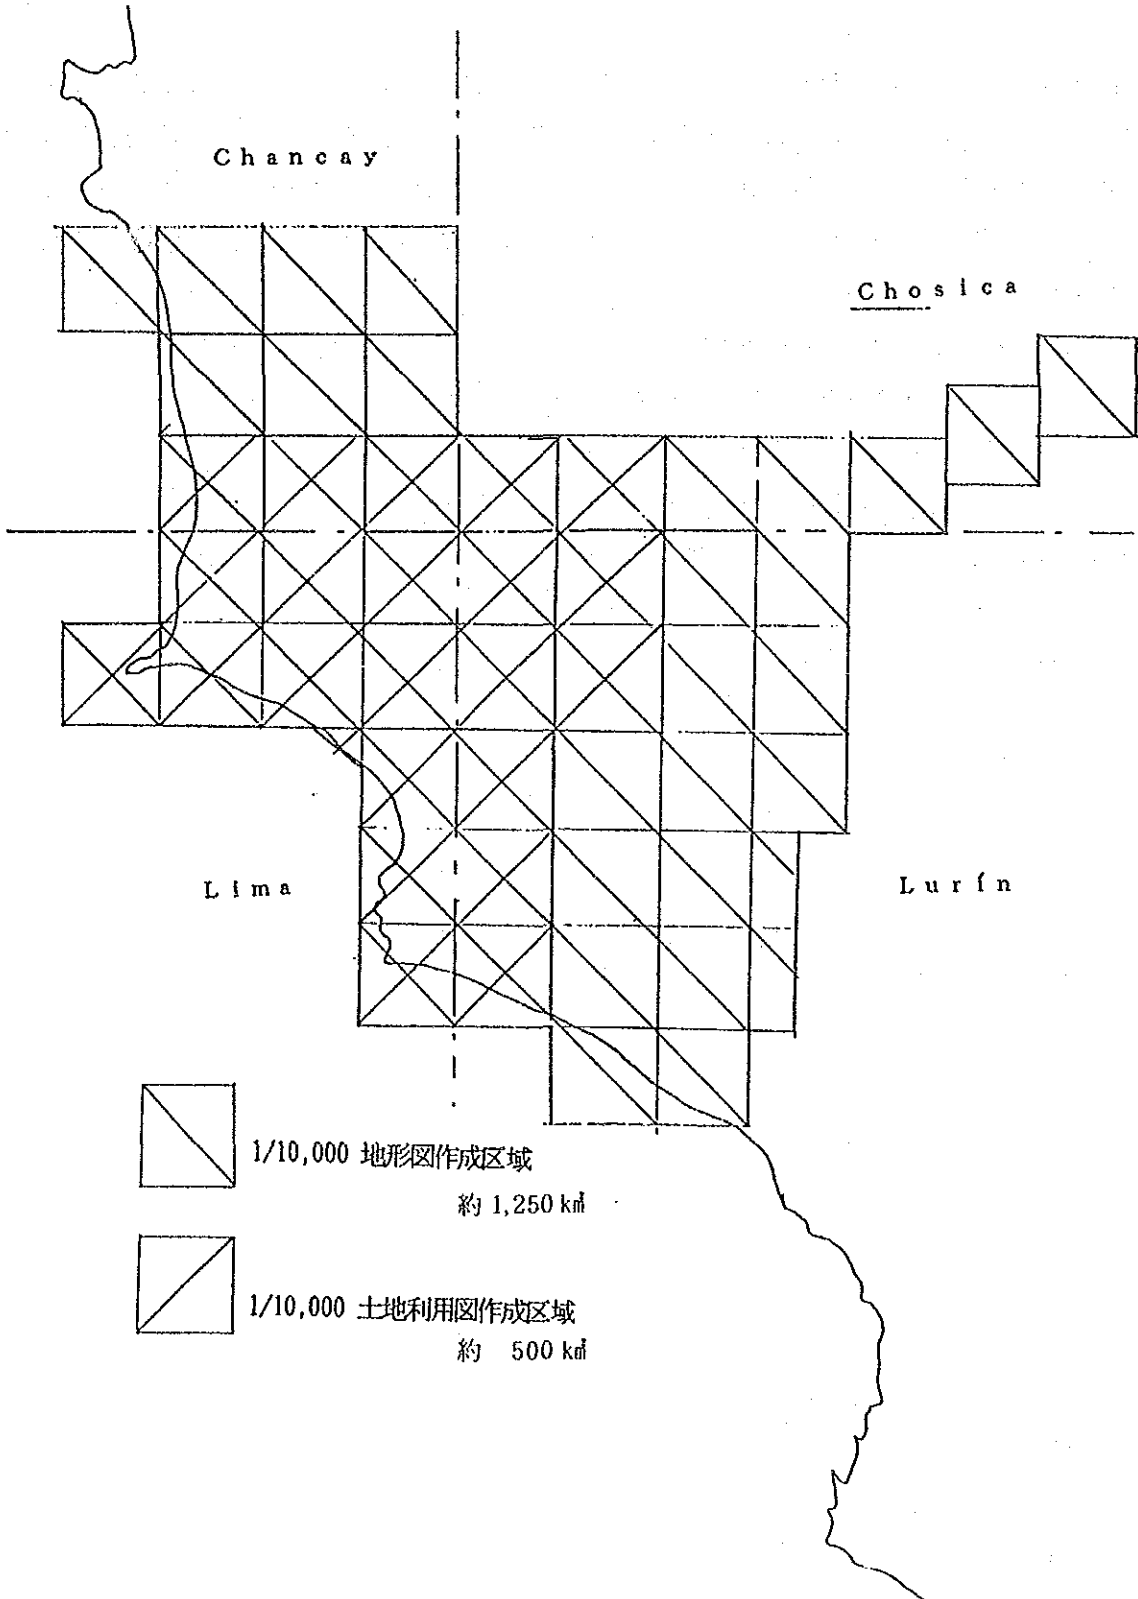 Chancay
Chosica
Lima
Lurín
1/10,000 地形図作成区域
約 1,250 k㎡
1/10,000 土地利用図作成区域
約 500 k㎡